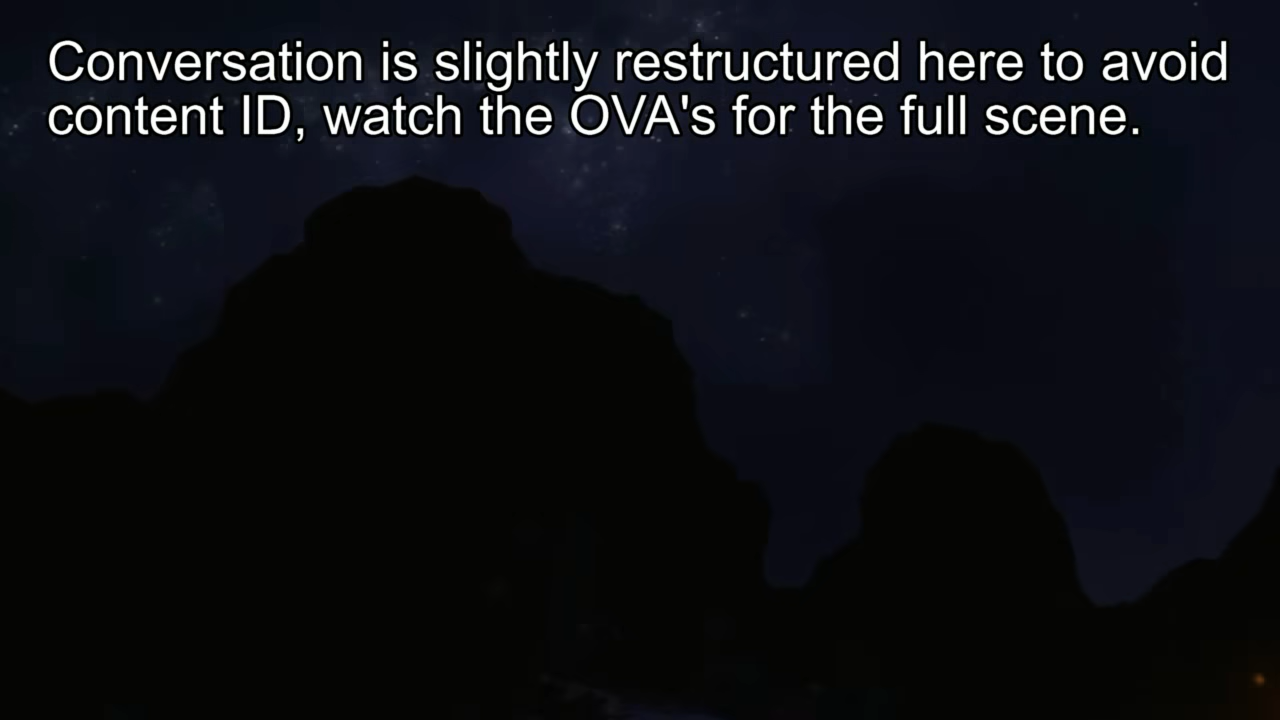 Conversation is slightly restructured here to avoid
content ID, watch the OVA's for the full scene.